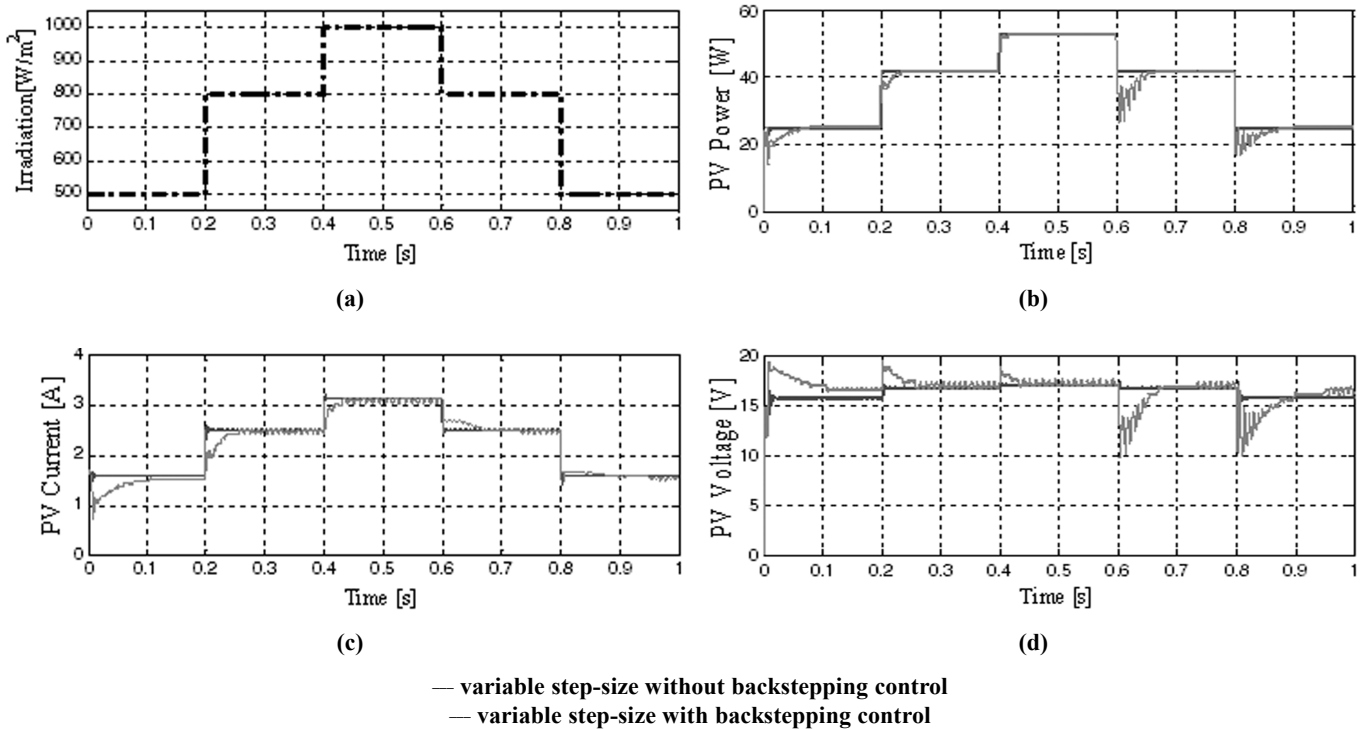 1000
900
800
700
600
500
Irradiation[W/m²]
0 0.1 0.2 0.3 0.4 0.5 0.6 0.7 0.8 0.9 1
Time [s]
(a)
60
40
20
0
PV Power [W]
0 0.1 0.2 0.3 0.4 0.5 0.6 0.7 0.8 0.9 1
Time [s]
(b)
4
3
2
1
0
PV Current [A]
0 0.1 0.2 0.3 0.4 0.5 0.6 0.7 0.8 0.9 1
Time [s]
(c)
20
15
10
5
0
PV Voltage [V]
0 0.1 0.2 0.3 0.4 0.5 0.6 0.7 0.8 0.9 1
Time [s]
(d)
— variable step-size without backstepping control
— variable step-size with backstepping control